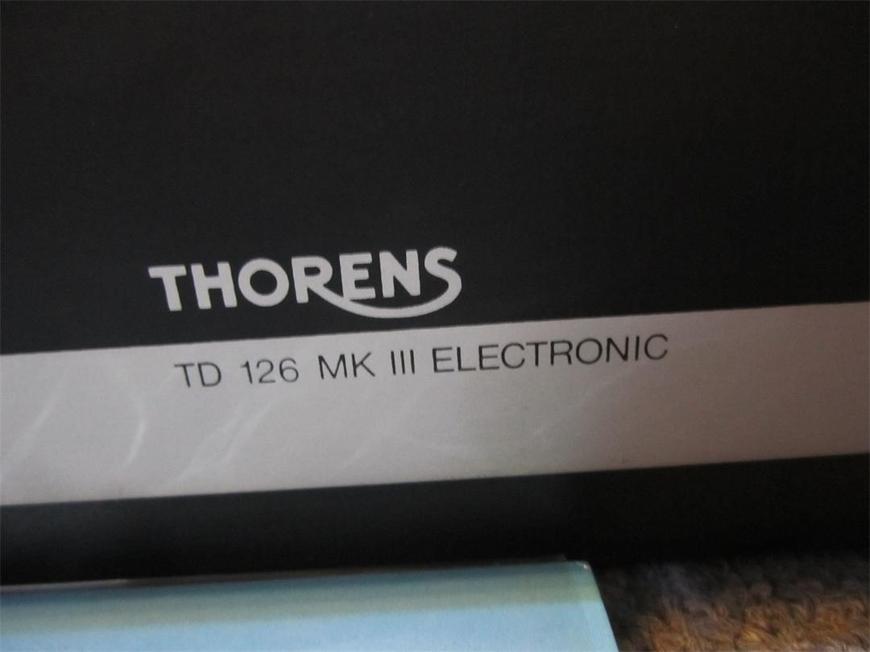 THORENS
TD 126 MK III ELECTRONIC